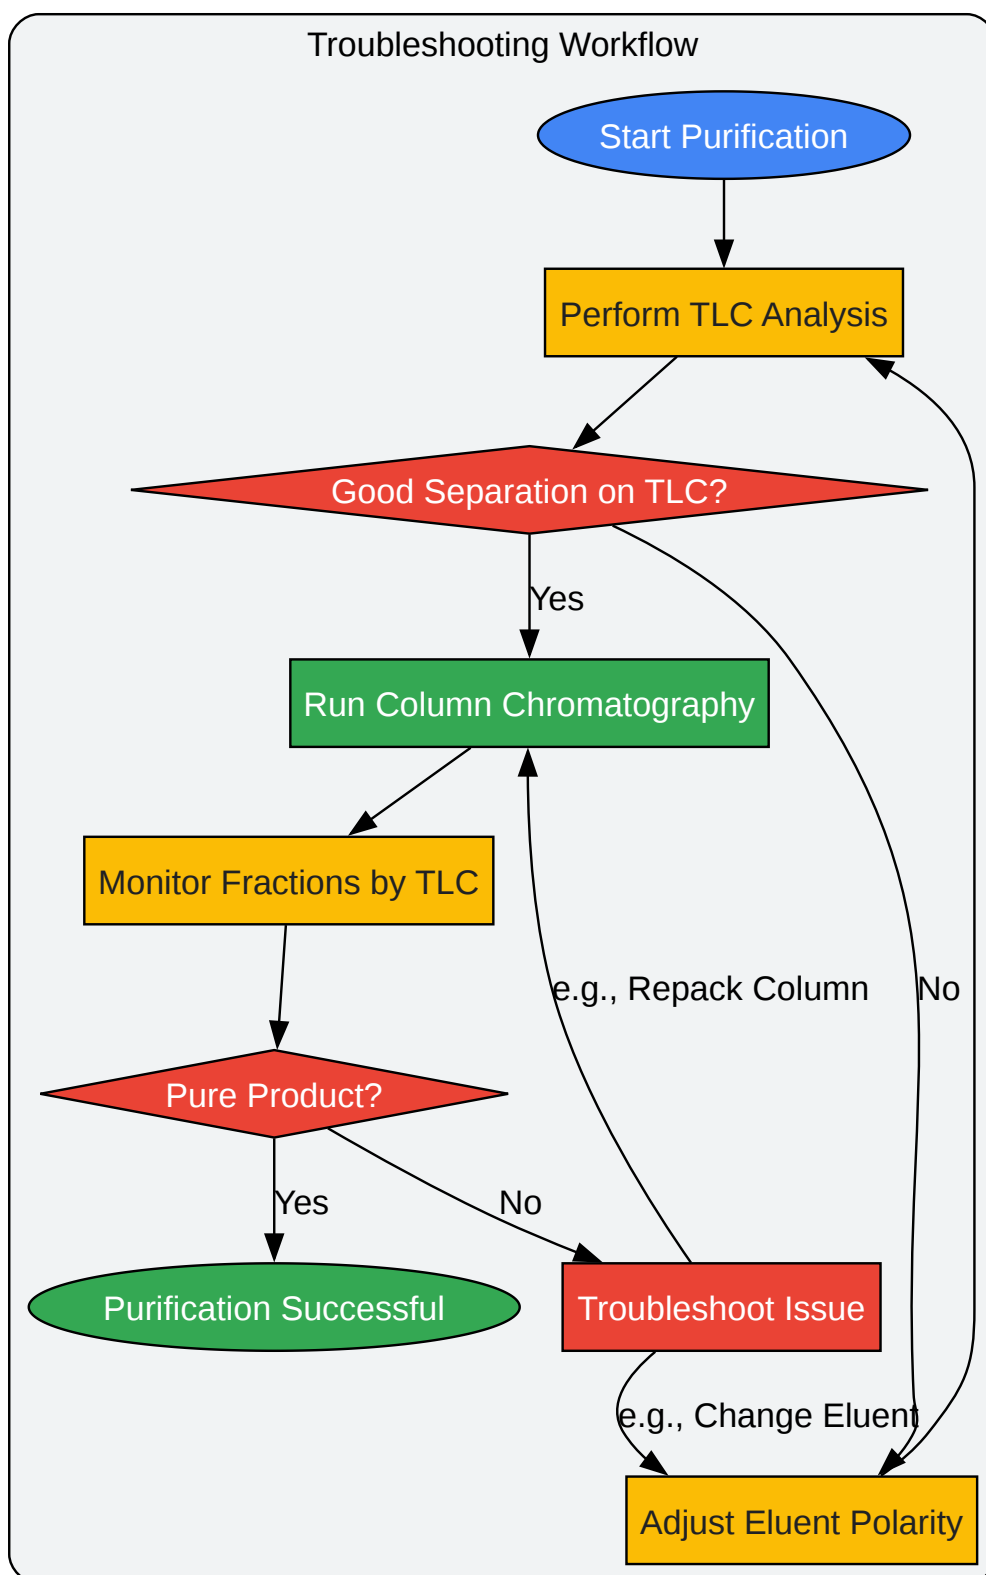 Troubleshooting Workflow
Start Purification
Perform TLC Analysis
Good Separation on TLC?
Yes
Run Column Chromatography
Monitor Fractions by TLC
e.g., Repack Column
No
Pure Product?
Yes
No
Purification Successful
Troubleshoot Issue
e.g., Change Eluent
Adjust Eluent Polarity